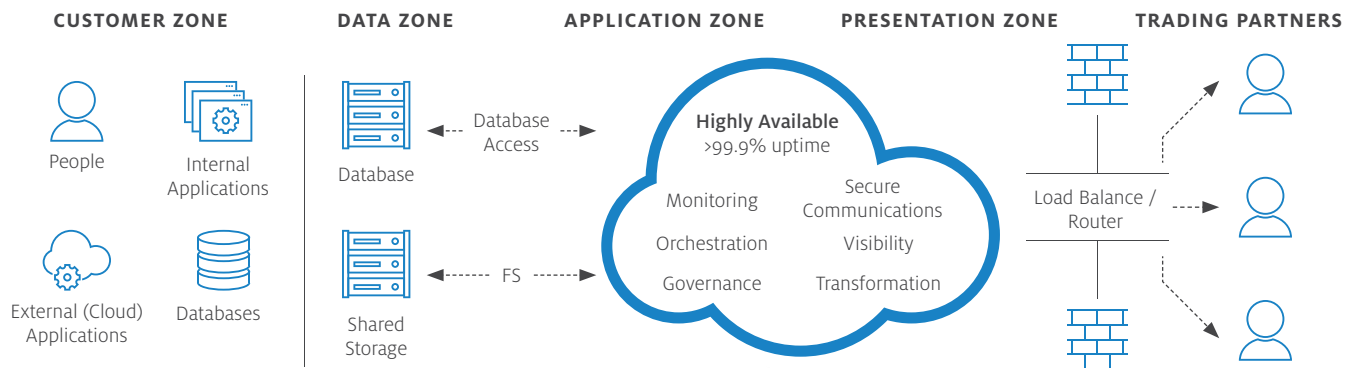 CUSTOMER ZONE
DATA ZONE
APPLICATION ZONE
PRESENTATION ZONE
TRADING PARTNERS
People
Internal
Applications
External (Cloud)
Applications
Databases
Database
Shared
Storage
Database
Access
FS
Highly Available
>99.9% uptime
Monitoring
Secure
Communications
Orchestration
Visibility
Governance
Transformation
Load Balance /
Router